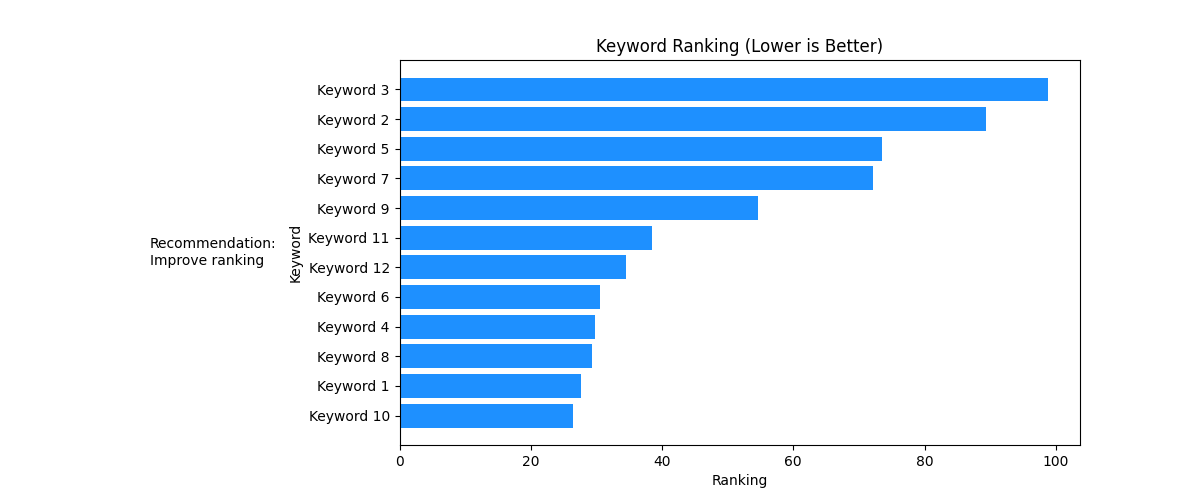 Keyword Ranking (Lower is Better)
Keyword 3
Keyword 2
Keyword 5
Keyword 7
Keyword 9
Keyword 11
Keyword 12
Keyword 6
Keyword 4
Keyword 8
Keyword 1
Keyword 10
Keyword
Recommendation:
Improve ranking
0 20 40 60 80 100
Ranking